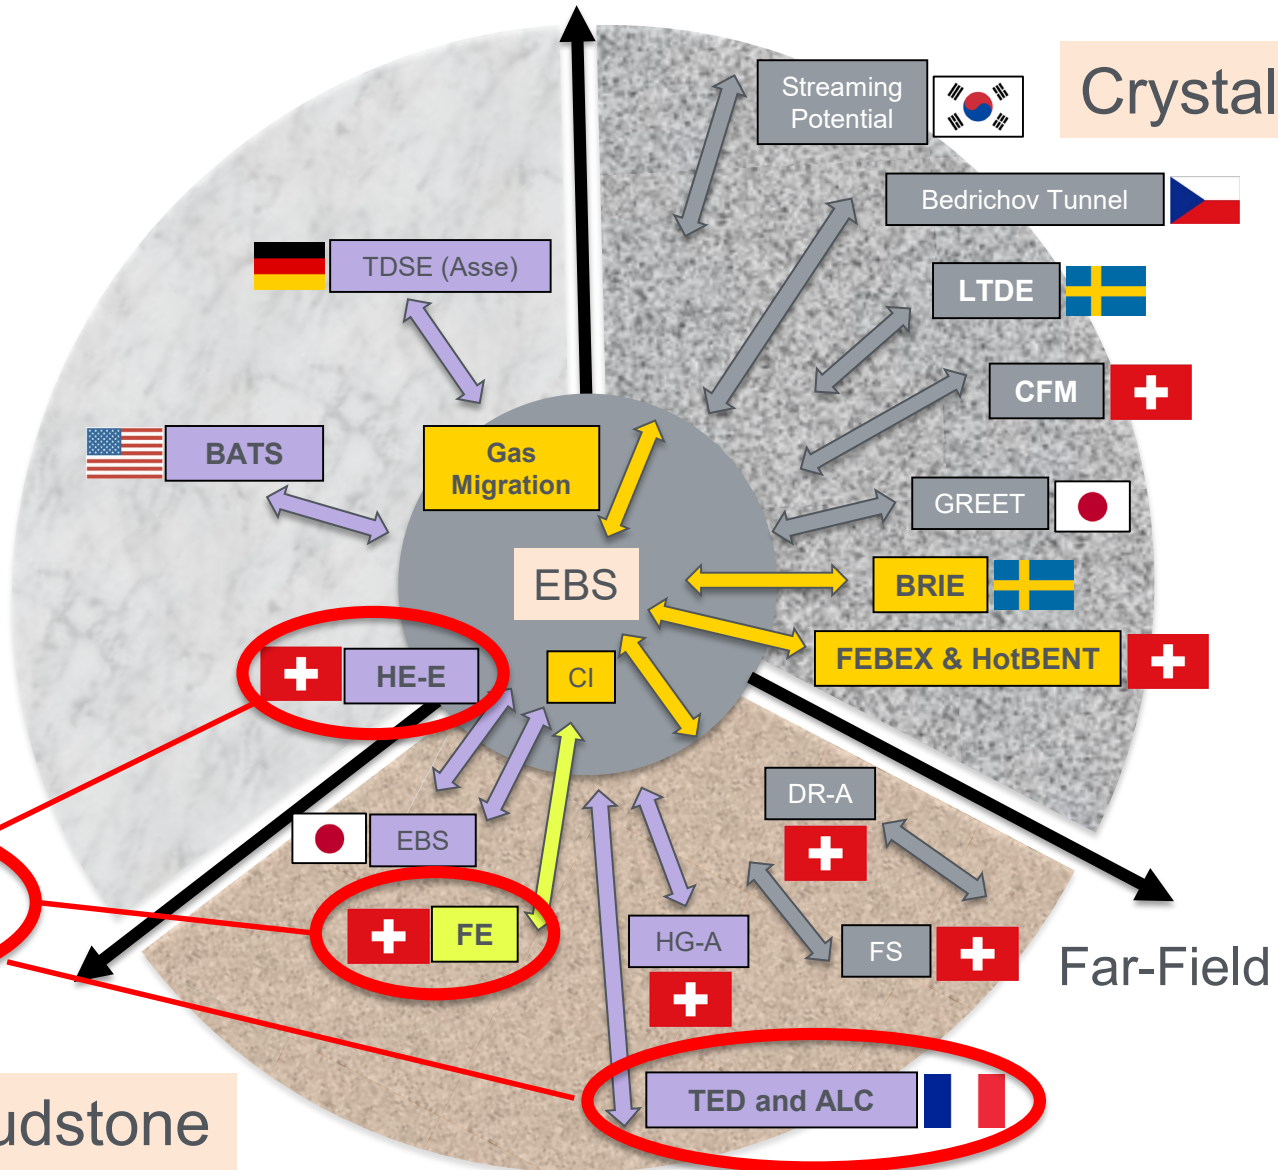 Streaming
Potential
Crystal
Bedrichov Tunnel
TDSE (Asse)
LTDE
CFM
BATS
Gas
Migration
GREET
EBS
BRIE
FEBEX & HotBENT
HE-E
CI
DR-A
EBS
FE
HG-A
FS
Far-Field
TED and ALC
udstone